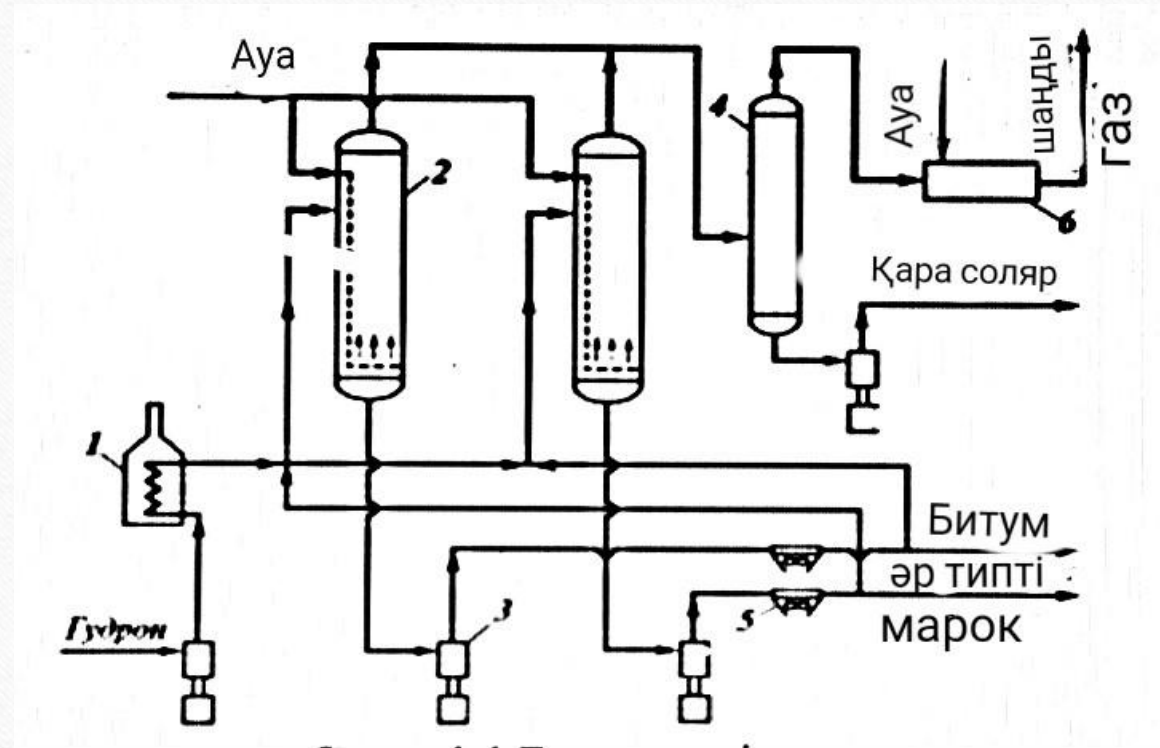 Ауа
4
Ауа
шаңды
газ
2
6
Қара соляр
1
Битум
әр типті
марок
Гудрон
3
5